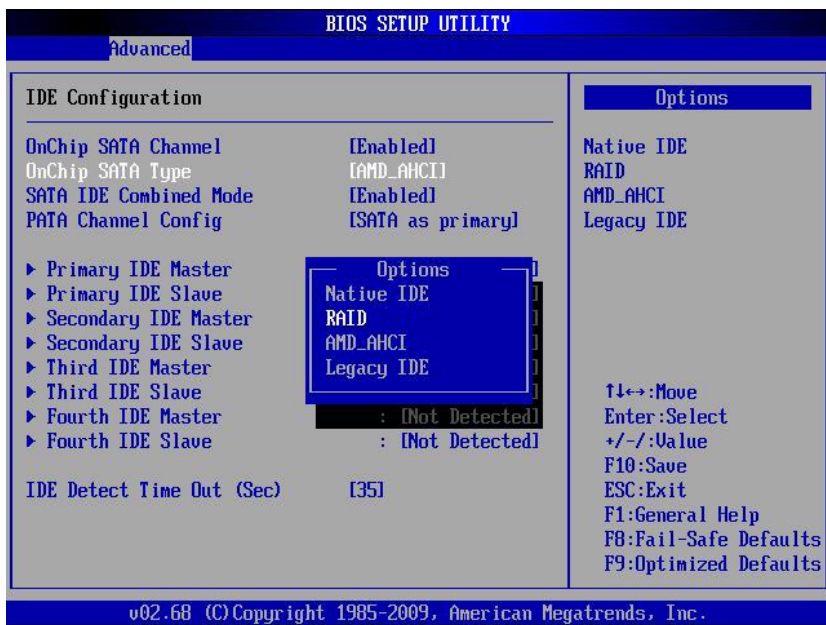 BIOS SETUP UTILITY
Advanced
IDE Configuration
OnChip SATA Channel [Enabled]
OnChip SATA Type [AMD_AHCI]
SATA IDE Combined Mode [Enabled]
PATA Channel Config [SATA as primary]
▶ Primary IDE Master
▶ Primary IDE Slave
▶ Secondary IDE Master
▶ Secondary IDE Slave
▶ Third IDE Master
▶ Third IDE Slave
▶ Fourth IDE Master : [Not Detected]
▶ Fourth IDE Slave : [Not Detected]
IDE Detect Time Out (Sec) [35]
Options
Native IDE
RAID
AMD_AHCI
Legacy IDE
Options
Native IDE
RAID
AMD_AHCI
Legacy IDE
↑↓←→:Move
Enter:Select
+/-/:Value
F10:Save
ESC:Exit
F1:General Help
F8:Fail-Safe Defaults
F9:Optimized Defaults
v02.68 (C)Copyright 1985-2009, American Megatrends, Inc.